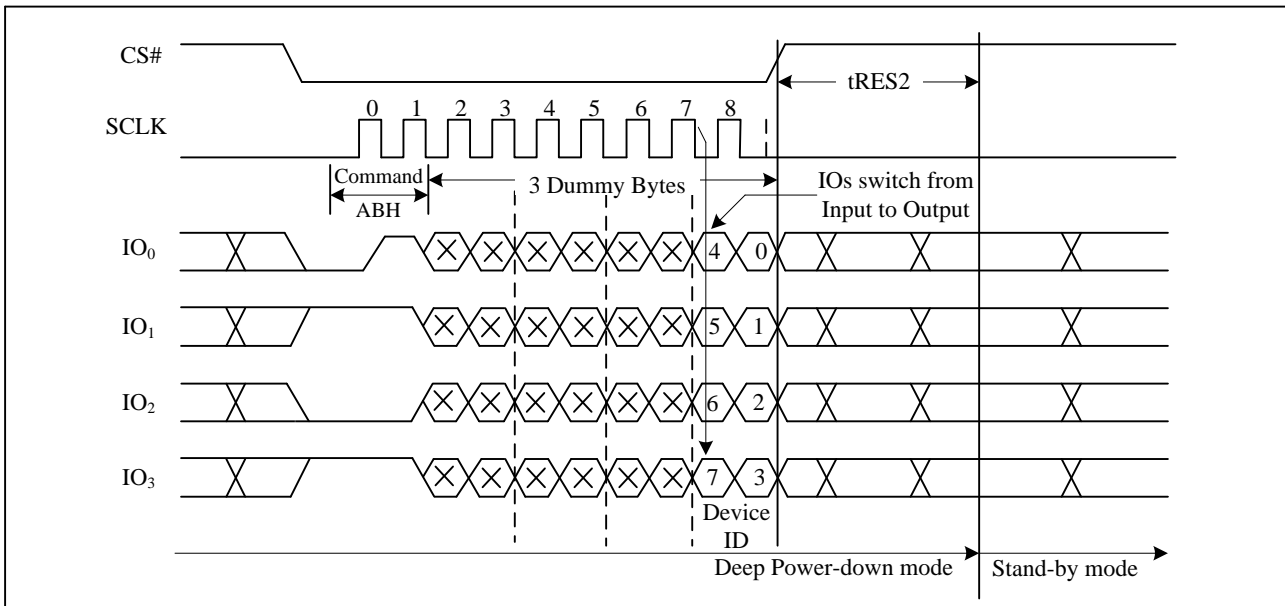 CS#
tRES2
0 1 2 3 4 5 6 7 8
SCLK
Command
ABH
3 Dummy Bytes
IOs switch from
Input to Output
IO₀
4 0
IO₁
5 1
IO₂
6 2
IO₃
7 3
Device
ID
Deep Power-down mode
Stand-by mode